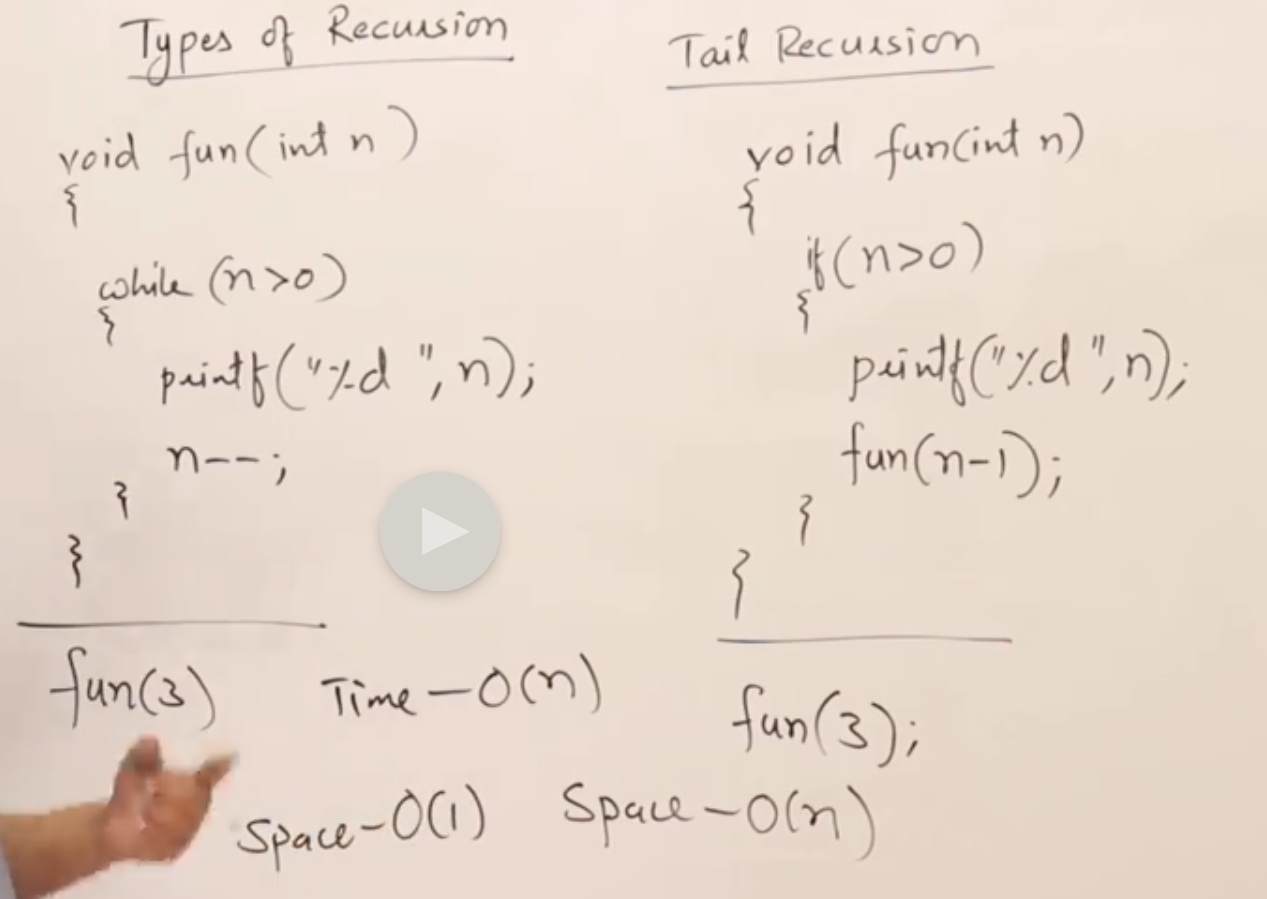 Types of Recursion
void fun(int n)
{
while (n>0)
{
printf("%d ", n);
n--;
}
}
fun(3)
Time - O(n)
Space - O(1)
Tail Recursion
void fun(int n)
{
if(n>0)
{
printf("%d ", n);
fun(n-1);
}
}
fun(3);
Space - O(n)